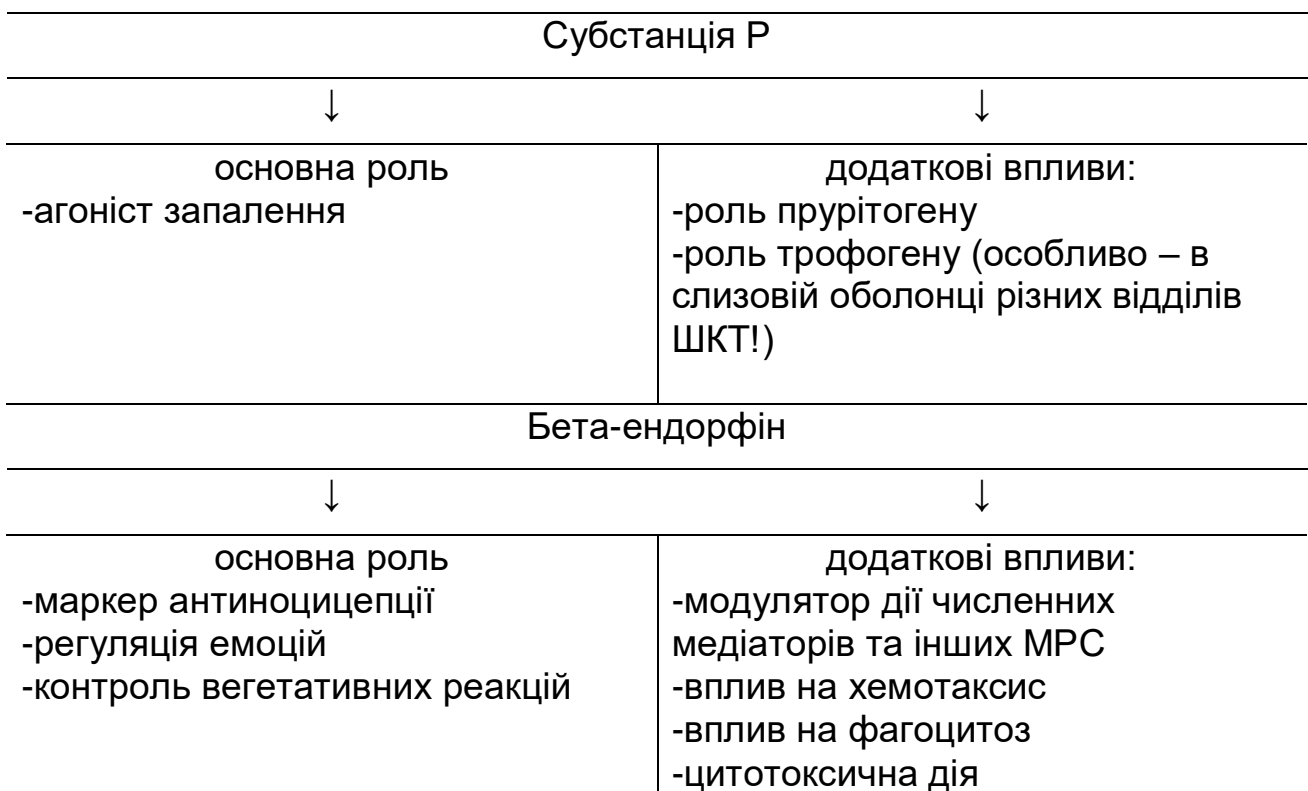 Субстанція Р
↓ ↓
основна роль
-агоніст запалення
додаткові впливи:
-роль прурітогену
-роль трофогену (особливо – в
слизовій оболонці різних відділів
ШКТ!)
Бета-ендорфін
↓ ↓
основна роль
-маркер антиноцицепції
-регуляція емоцій
-контроль вегетативних реакцій
додаткові впливи:
-модулятор дії численних
медіаторів та інших МРС
-вплив на хемотаксис
-вплив на фагоцитоз
-цитотоксична дія